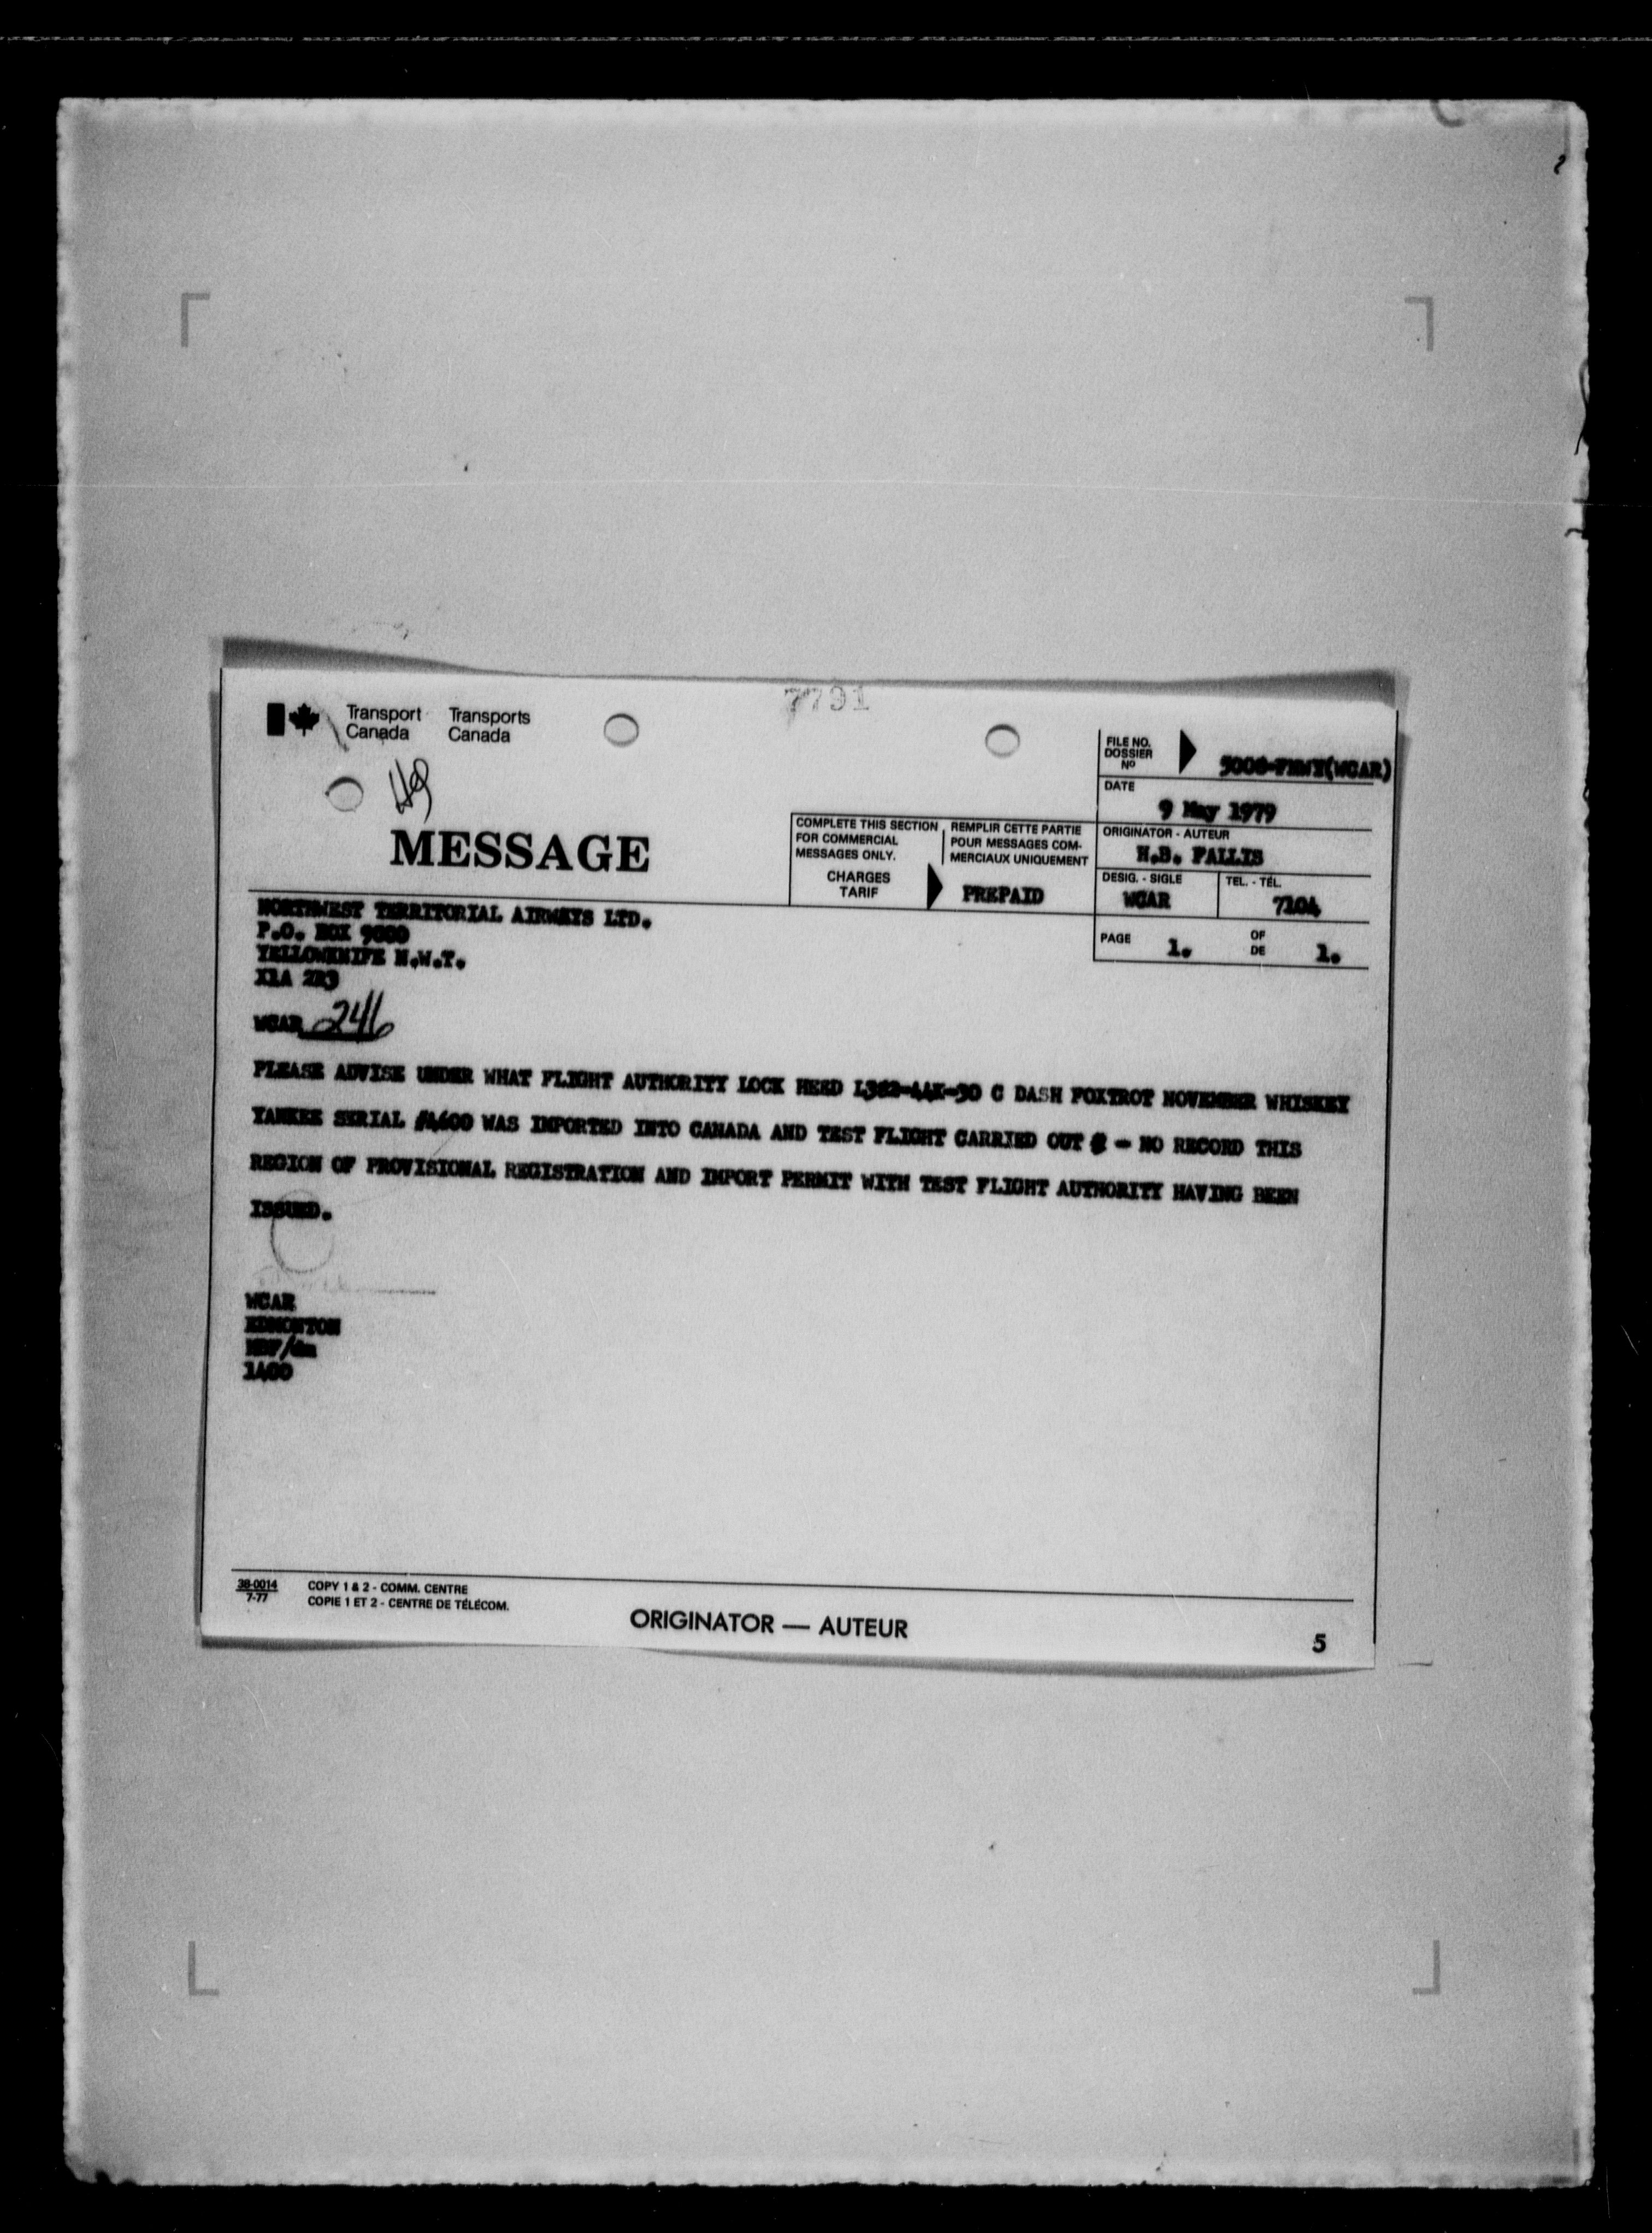 7791
Transport Canada
Transports Canada
49
MESSAGE
FILE NO.
DOSSIER
Nº
5008-FNWY(WCAR)
DATE
9 May 1979
COMPLETE THIS SECTION
FOR COMMERCIAL
MESSAGES ONLY.
REMPLIR CETTE PARTIE
POUR MESSAGES COM-
MERCIAUX UNIQUEMENT
CHARGES
TARIF
PREPAID
ORIGINATOR - AUTEUR
H.B. FALLIS
DESIG. - SIGLE
WCAR
TEL. - TÉL.
7104
PAGE 1. OF
DE 1.
NORTHWEST TERRITORIAL AIRWAYS LTD.
P.O. BOX 9000
YELLOWKNIFE N.W.T.
X1A 2R3
WCAR 246
PLEASE ADVISE UNDER WHAT FLIGHT AUTHORITY LOCK HEED C DASH FOXTROT NOVEMBER WHISKEY
YANKEE SERIAL #4600 WAS IMPORTED INTO CANADA AND TEST FLIGHT CARRIED OUT - NO RECORD THIS
REGION OF PROVISIONAL REGISTRATION AND IMPORT PERMIT WITH TEST FLIGHT AUTHORITY HAVING BEEN
ISSUED.
WCAR
EDMONTON
1400
38-0014
7-77
COPY 1 & 2 - COMM. CENTRE
COPIE 1 ET 2 - CENTRE DE TÉLÉCOM.
ORIGINATOR — AUTEUR
5